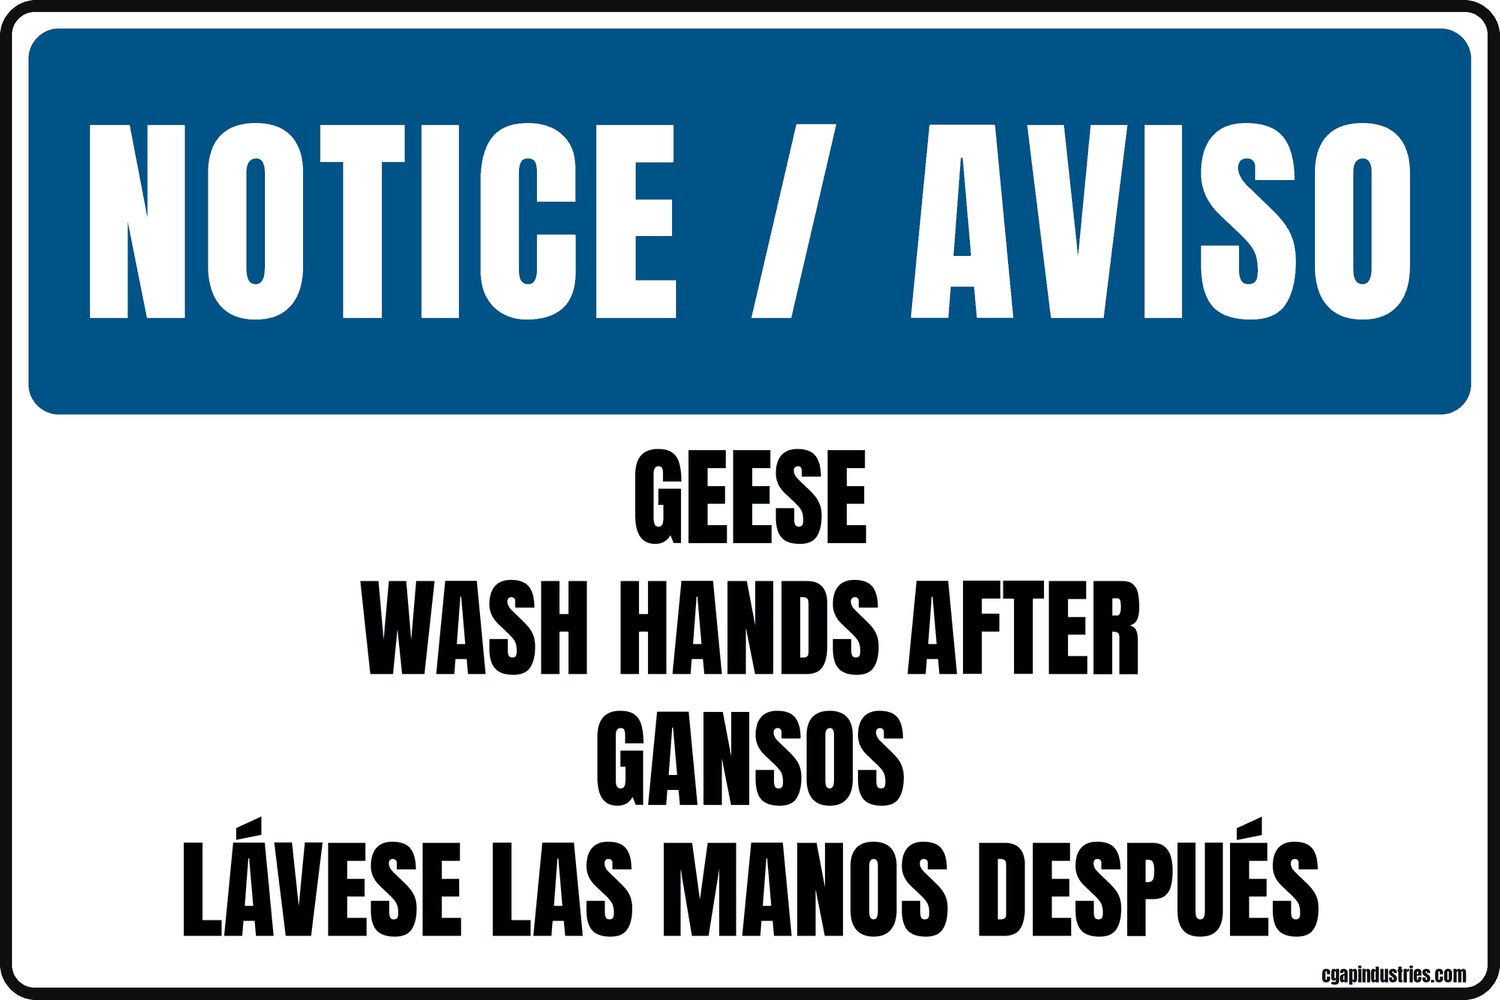 NOTICE / AVISO
GEESE
WASH HANDS AFTER
GANSOS
LÁVESE LAS MANOS DESPUÉS
cgapindustries.com